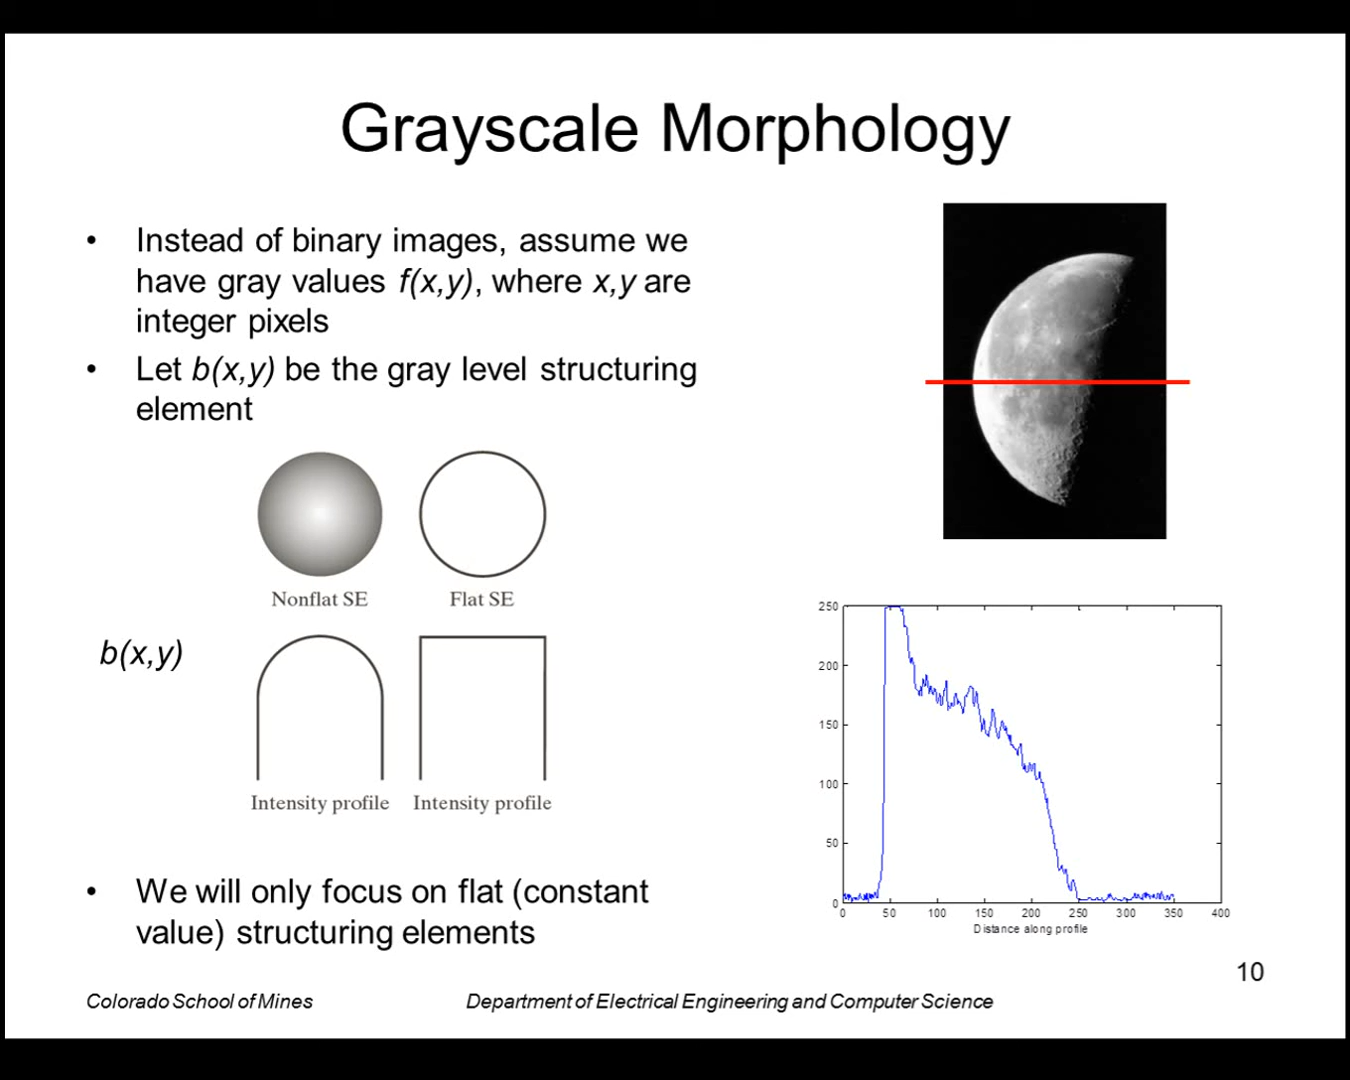 Grayscale Morphology
• Instead of binary images, assume we
have gray values f(x,y), where x,y are
integer pixels
• Let b(x,y) be the gray level structuring
element
Nonflat SE
Flat SE
b(x,y)
Intensity profile
Intensity profile
• We will only focus on flat (constant
value) structuring elements
250
200
150
100
50
0
0 50 100 150 200 250 300 350 400
Distance along profile
10
Colorado School of Mines
Department of Electrical Engineering and Computer Science